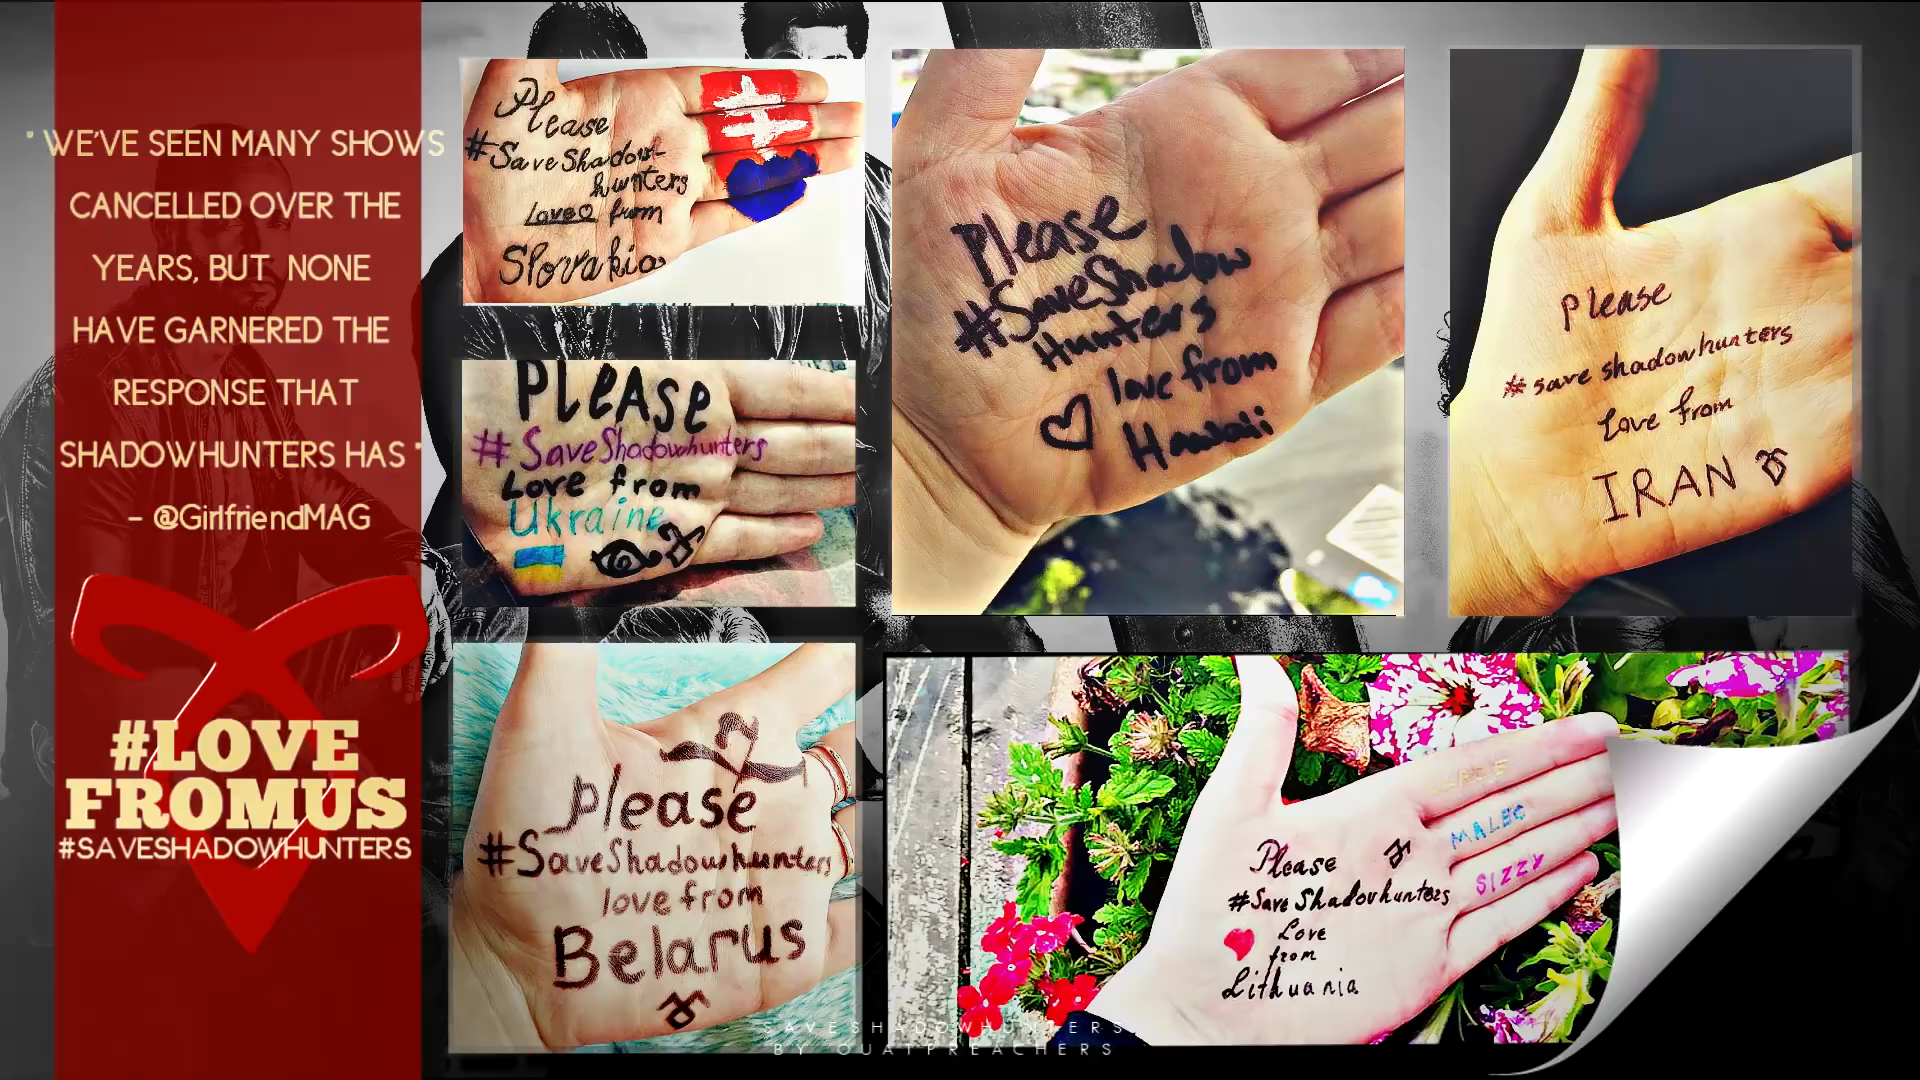 " WE'VE SEEN MANY SHOWS
CANCELLED OVER THE
YEARS, BUT NONE
HAVE GARNERED THE
RESPONSE THAT
SHADOWHUNTERS HAS "
- @GirlfriendMAG
#LOVE
FROMUS
#SAVESHADOWHUNTERS
Please
#SaveShadow-
hunters
Love from
Slovakia
PLEASE
#SaveShadowhunters
Love from
Ukraine
Please
#SaveShadowhunters
love from
Belarus
Please
#SaveShadow
Hunters
love from
Hawaii
Please
#save shadowhunters
Love from
IRAN
MALEC
SIZZY
Please
#SaveShadowhunters
Love
from
Lithuania
SAVESHADOWHUNTERS
BY OUATPREACHERS